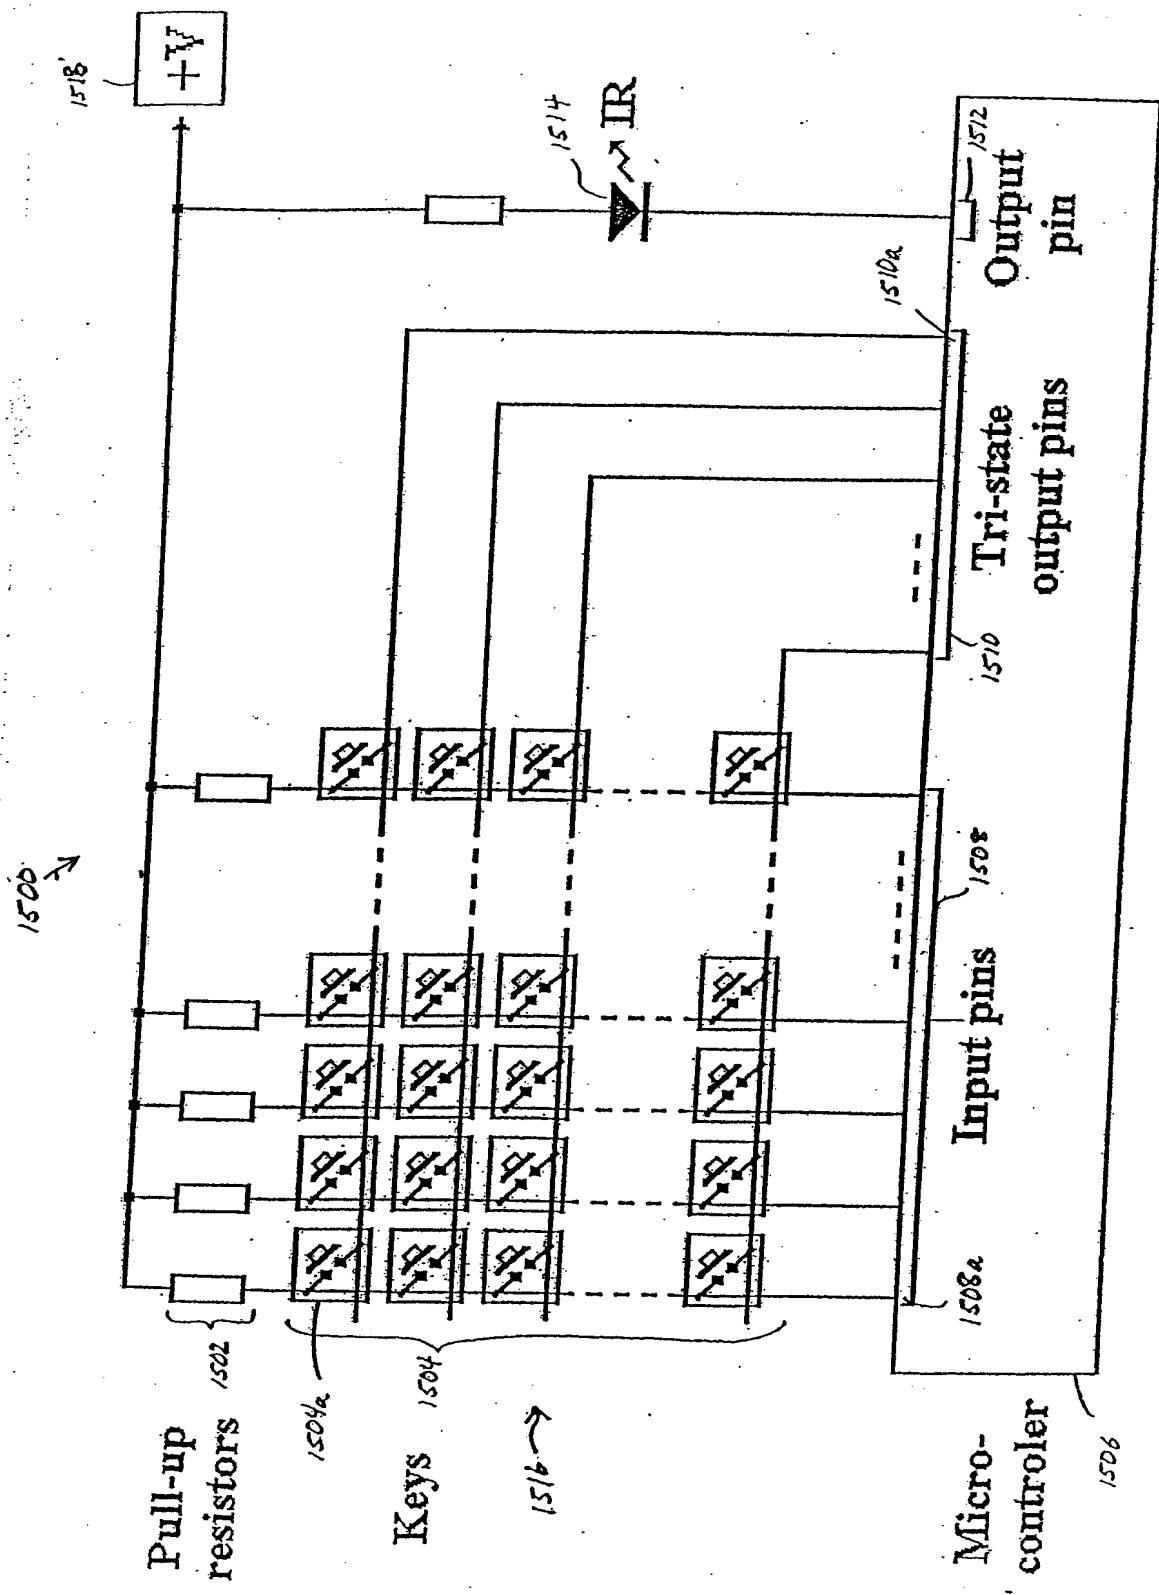 1500
1518'
+V
Pull-up
resistors
1502
1514
IR
1504a
Keys
1504
1516
1510a
1512
Output
pin
Tri-state
output pins
1510
Input pins
1508
1508a
Micro-
controler
1506